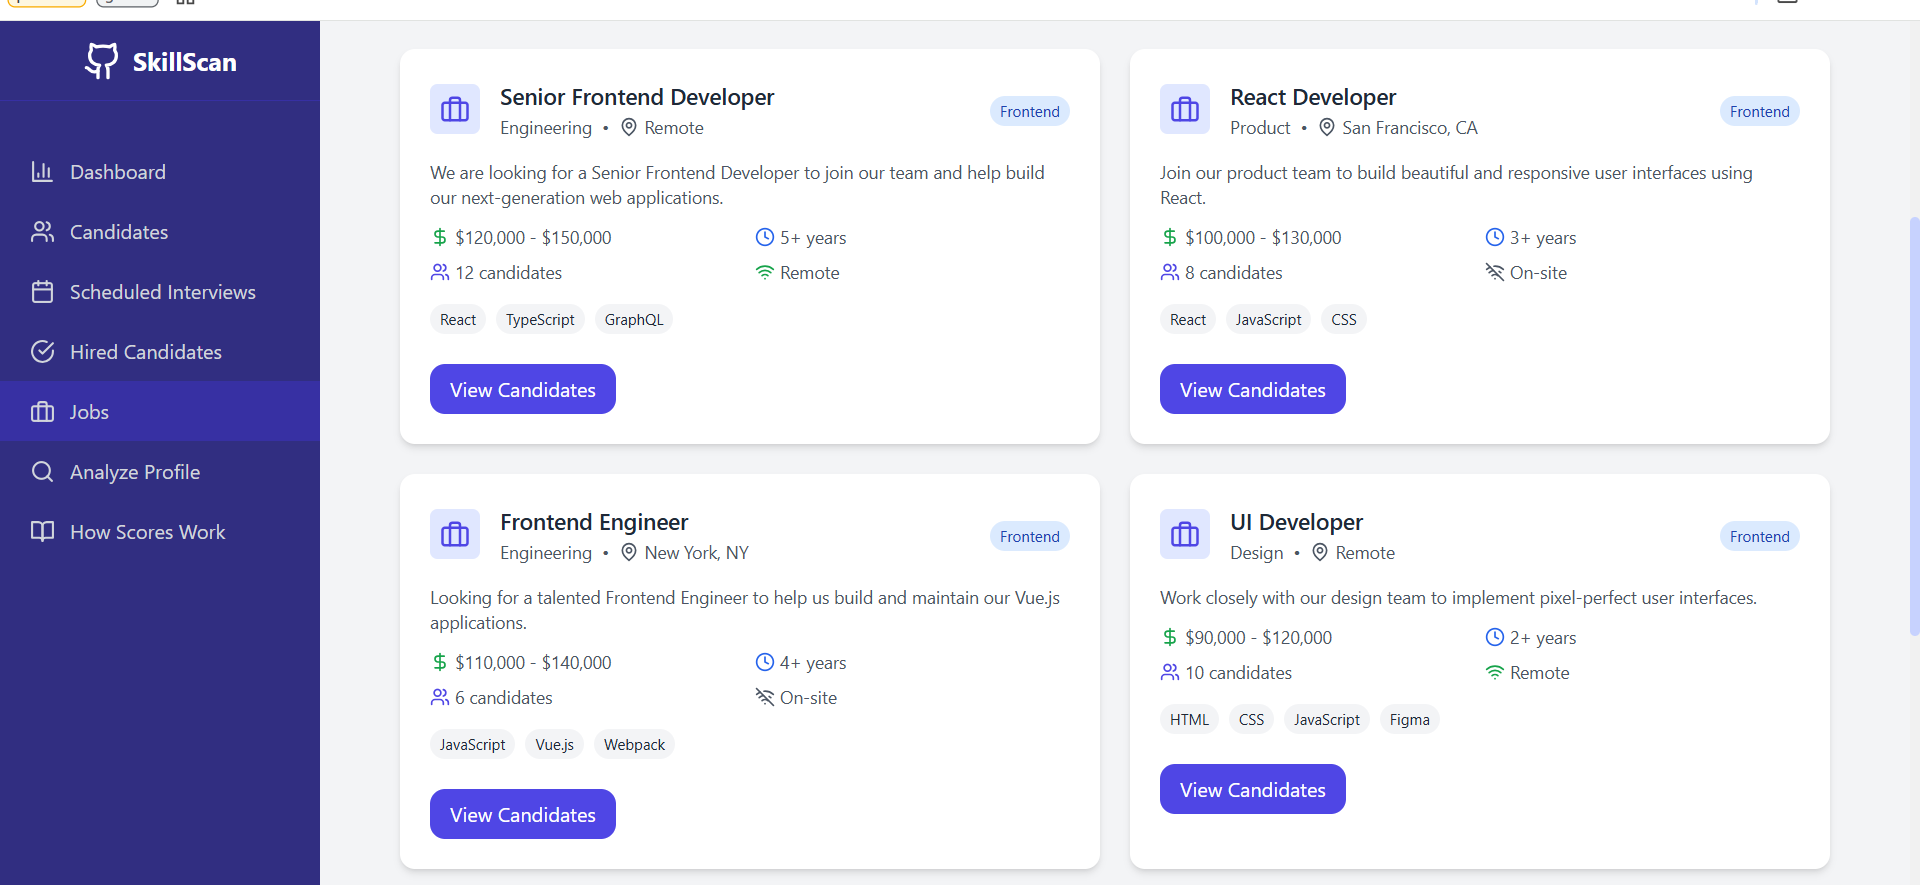 SkillScan
Dashboard
Candidates
Scheduled Interviews
Hired Candidates
Jobs
Analyze Profile
How Scores Work
Senior Frontend Developer
Engineering • Remote
Frontend
We are looking for a Senior Frontend Developer to join our team and help build
our next-generation web applications.
$120,000 - $150,000
5+ years
12 candidates
Remote
React TypeScript GraphQL
View Candidates
React Developer
Product • San Francisco, CA
Frontend
Join our product team to build beautiful and responsive user interfaces using
React.
$100,000 - $130,000
3+ years
8 candidates
On-site
React JavaScript CSS
View Candidates
Frontend Engineer
Engineering • New York, NY
Frontend
Looking for a talented Frontend Engineer to help us build and maintain our Vue.js
applications.
$110,000 - $140,000
4+ years
6 candidates
On-site
JavaScript Vue.js Webpack
View Candidates
UI Developer
Design • Remote
Frontend
Work closely with our design team to implement pixel-perfect user interfaces.
$90,000 - $120,000
2+ years
10 candidates
Remote
HTML CSS JavaScript Figma
View Candidates